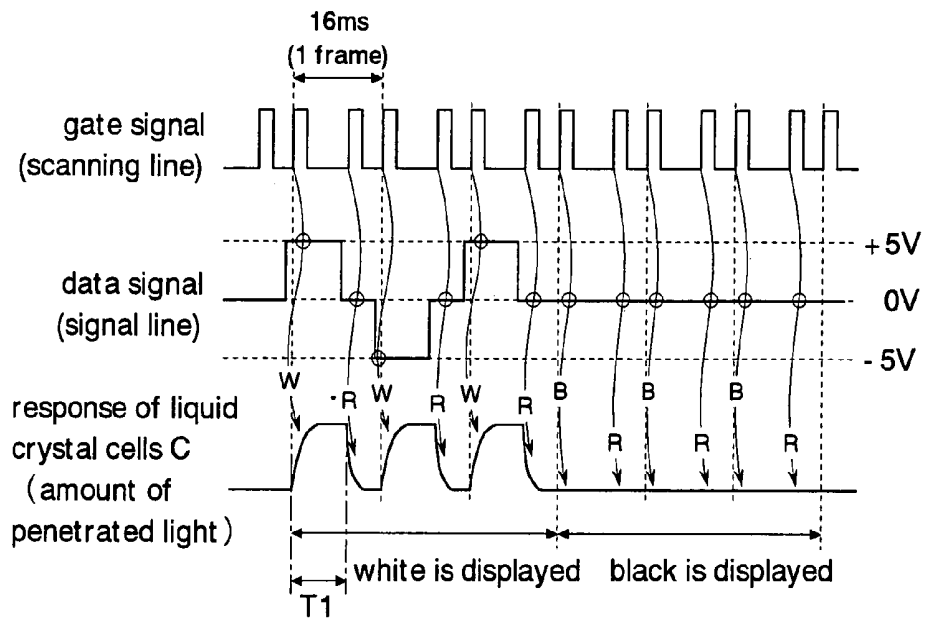 16ms
(1 frame)
gate signal
(scanning line)
+5V
data signal
0V
(signal line)
-5V
W R W R W R B R B R B R
response of liquid
crystal cells C
(amount of
penetrated light)
white is displayed black is displayed
T1